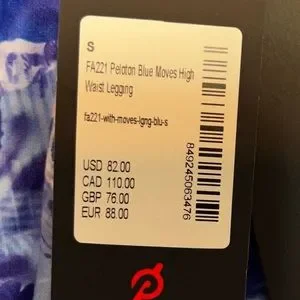 S
FA221 Peloton Blue Moves High
Waist Legging
fa221-with-moves-lgng-blu-s
USD 82.00
CAD 110.00
GBP 76.00
EUR 88.00
849245063476